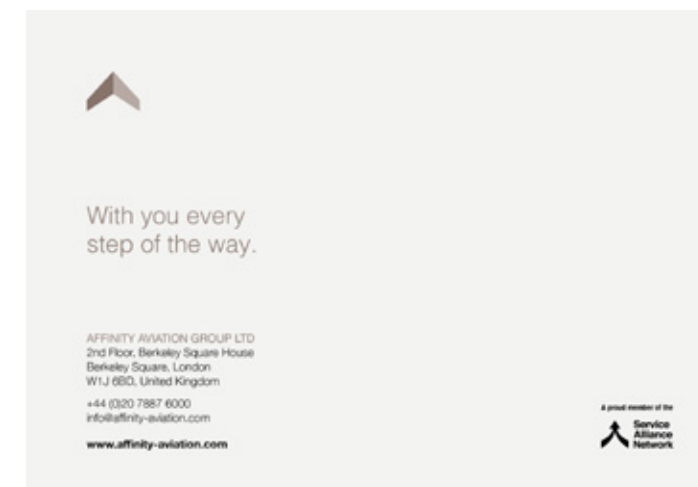 With you every
step of the way.
AFFINITY AVIATION GROUP LTD
2nd Floor, Berkeley Square House
Berkeley Square, London
W1J 6BD, United Kingdom
+44 (0)20 7887 6000
info@affinity-aviation.com
www.affinity-aviation.com
A proud member of the
Service
Alliance
Network